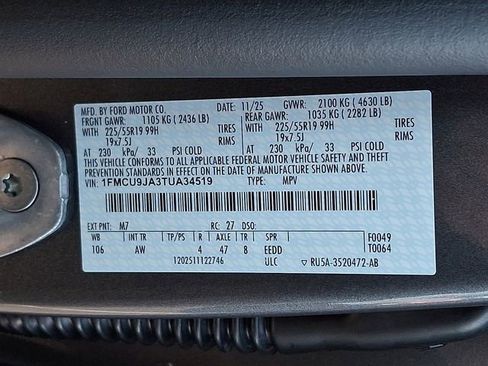 MFD. BY FORD MOTOR CO. 11/25 GVWR: 2100 KG ( 4630 LB)
FRONT GAWR: 1105 KG ( 2436 LB) REAR GAWR: 1035 KG ( 2282 LB)
WITH 225/55R19 99H TIRES WITH 225/55R19 99H TIRES
19x7.5J RIMS 19x7.5J RIMS
AT 230 kPa/ 33 PSI COLD AT 230 kPa/ 33 PSI COLD
THIS VEHICLE CONFORMS TO ALL APPLICABLE FEDERAL MOTOR VEHICLE
SAFETY AND THEFT PREVENTION STANDARDS IN EFFECT ON THE DATE OF
MANUFACTURE SHOWN ABOVE.
VIN: 1FMCU9JA3TUA34519 TYPE: MPV
EXT PNT: M7 RC: 27 DSO:
WB INT TR TP/PS R AXLE TR SPR F0049
106 AW 4 47 8 EEDD T0064
1202511122746 ULC ▽ RU5A-3520472-AB